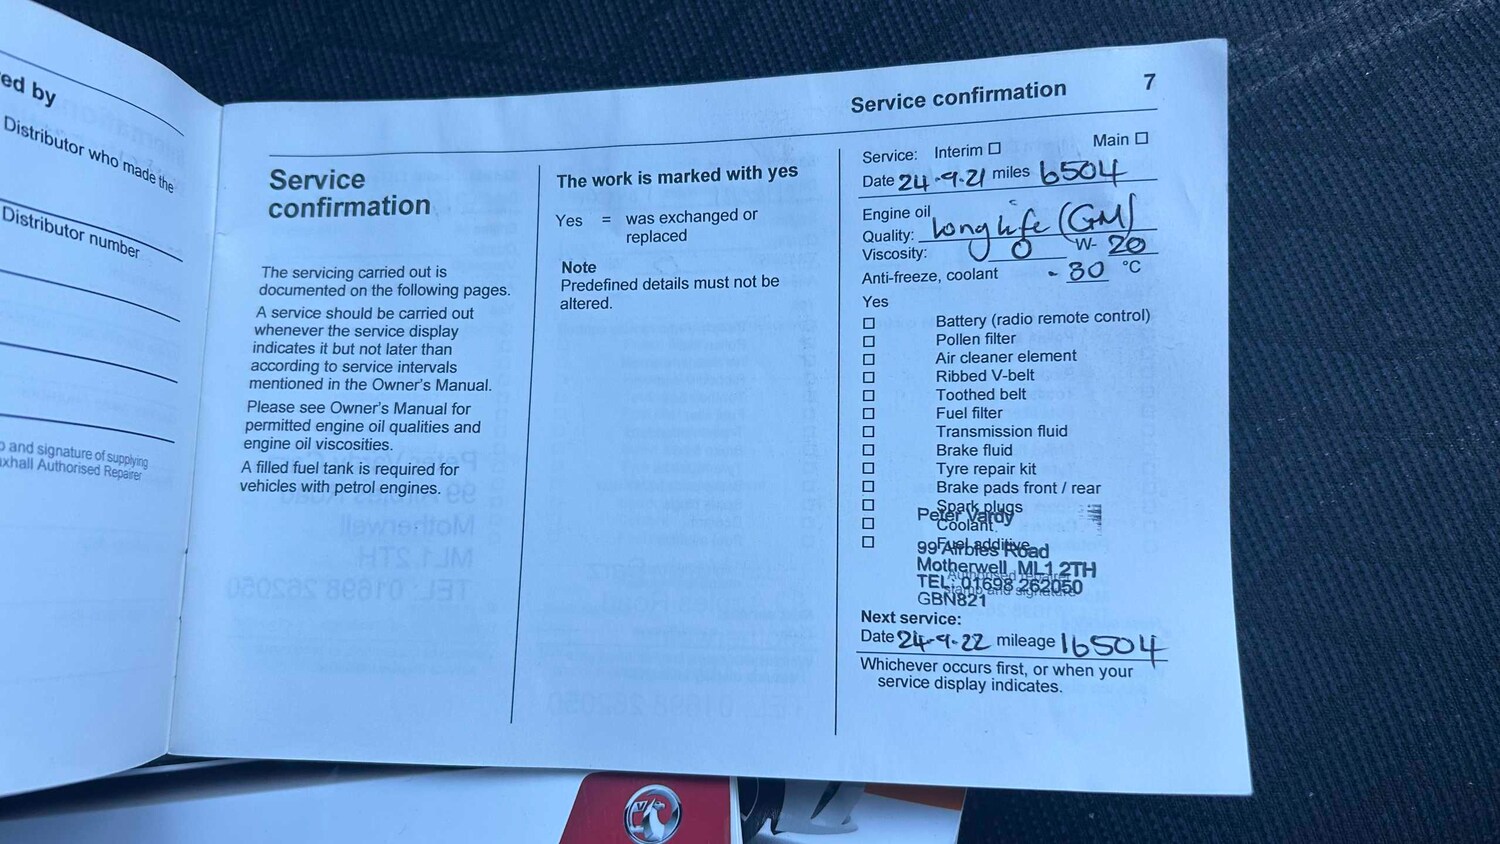 ed by
Distributor who made the
Distributor number
and signature of supplying
Authorised Repairer
Service confirmation 7
Service
confirmation
The servicing carried out is
documented on the following pages.
A service should be carried out
whenever the service display
indicates it but not later than
according to service intervals
mentioned in the Owner's Manual.
Please see Owner's Manual for
permitted engine oil qualities and
engine oil viscosities.
A filled fuel tank is required for
vehicles with petrol engines.
The work is marked with yes
Yes = was exchanged or
replaced
Note
Predefined details must not be
altered.
Service: Interim ☐ Main ☐
Date 24-9-21 miles 6504
Engine oil
Quality: Long life (GM)
Viscosity: 0 W- 20
Anti-freeze, coolant - 30 °C
Yes
☐ Battery (radio remote control)
☐ Pollen filter
☐ Air cleaner element
☐ Ribbed V-belt
☐ Toothed belt
☐ Fuel filter
☐ Transmission fluid
☐ Brake fluid
☐ Tyre repair kit
☐ Brake pads front / rear
☐ Spark plugs
☐ Coolant
☐ Fuel additive
Peter Vardy
99 Airbles Road
Motherwell ML1 2TH
TEL: 01698 262050
GBN821
Authorised repairer
stamp and signature
Next service:
Date 24-9-22 mileage 16504
Whichever occurs first, or when your
service display indicates.